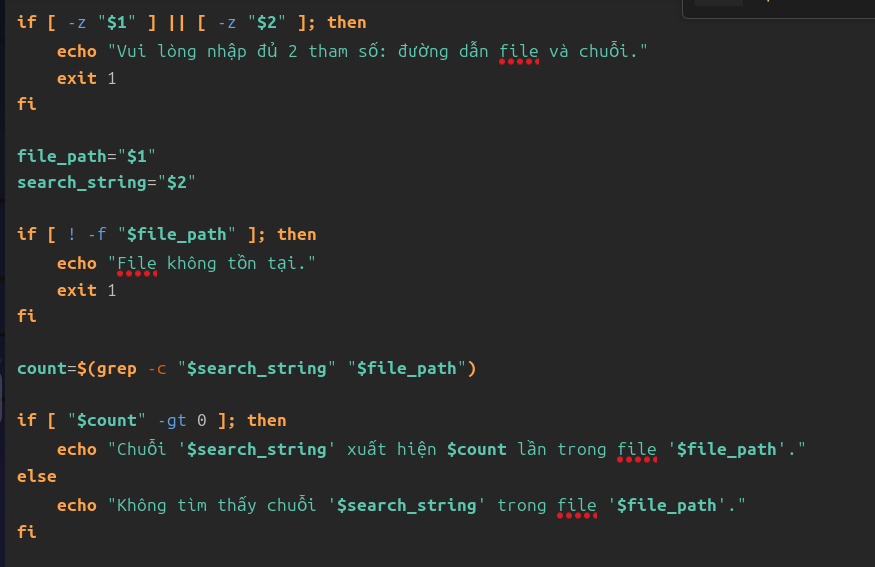 if [ -z "$1" ] || [ -z "$2" ]; then
    echo "Vui lòng nhập đủ 2 tham số: đường dẫn file và chuỗi."
    exit 1
fi

file_path="$1"
search_string="$2"

if [ ! -f "$file_path" ]; then
    echo "File không tồn tại."
    exit 1
fi

count=$(grep -c "$search_string" "$file_path")

if [ "$count" -gt 0 ]; then
    echo "Chuỗi '$search_string' xuất hiện $count lần trong file '$file_path'."
else
    echo "Không tìm thấy chuỗi '$search_string' trong file '$file_path'."
fi